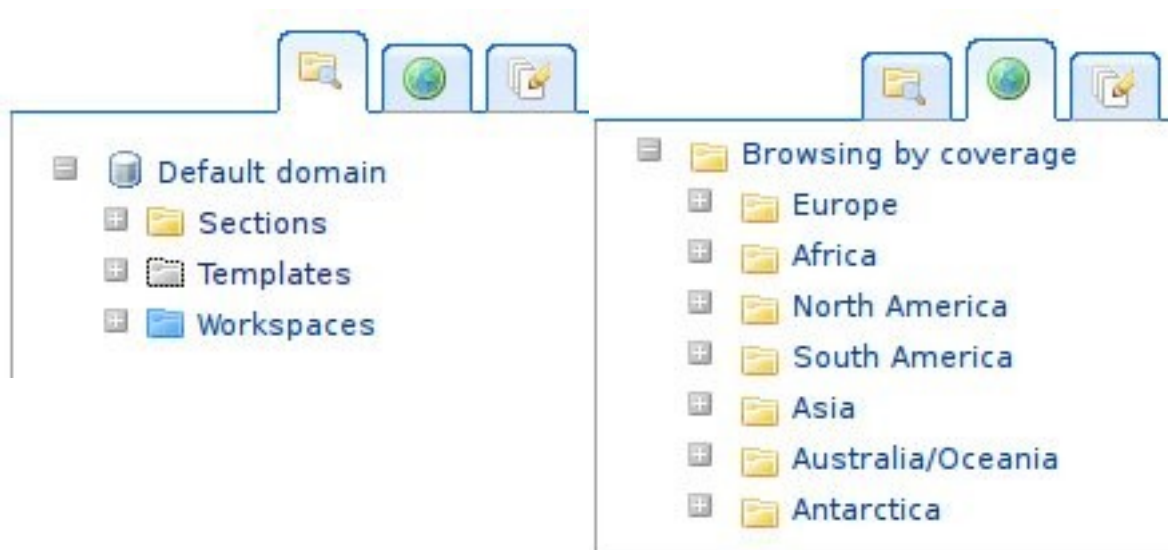 Default domain
Sections
Templates
Workspaces
Browsing by coverage
Europe
Africa
North America
South America
Asia
Australia/Oceania
Antarctica